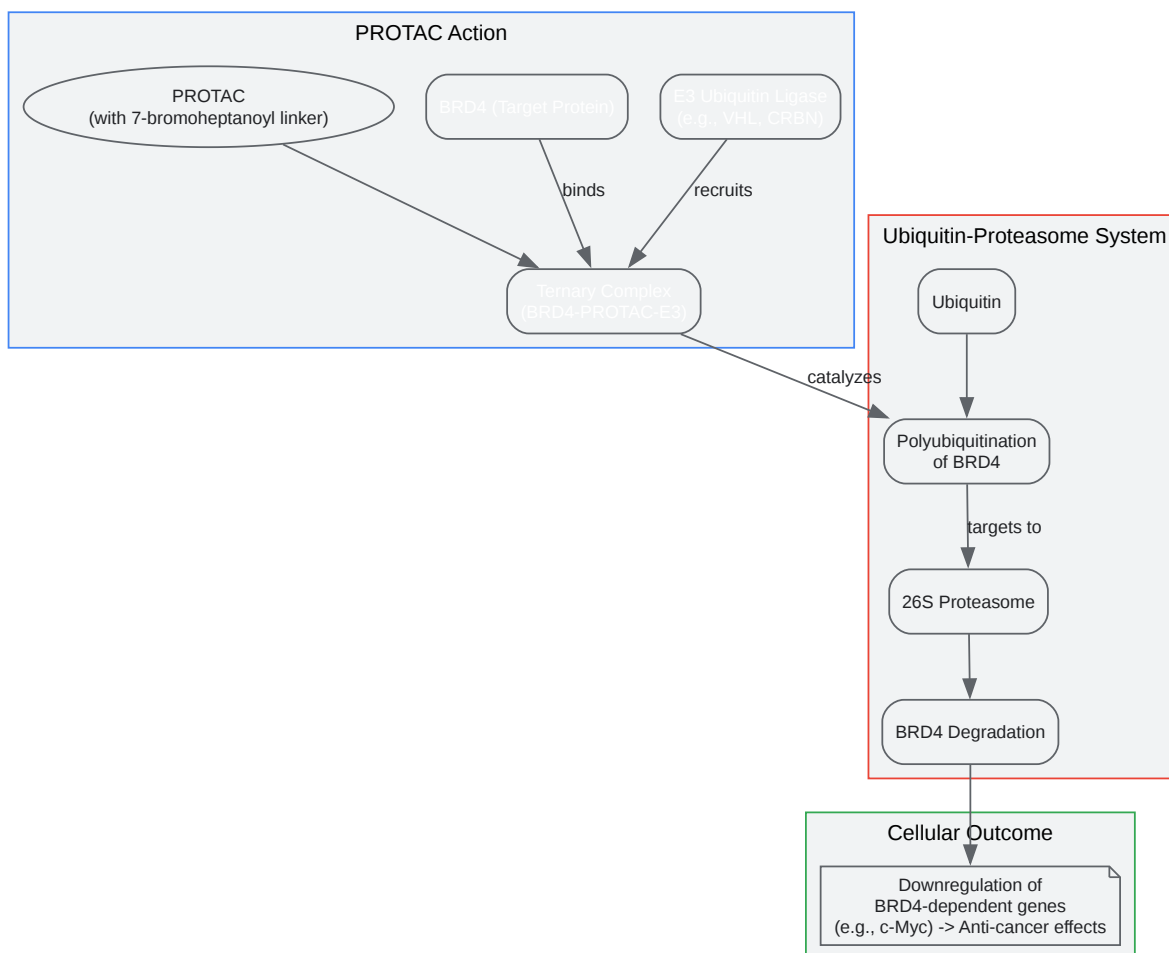 PROTAC Action
PROTAC
(with 7-bromoheptanoyl linker)
BRD4 (Target Protein)
E3 Ubiquitin Ligase
(e.g., VHL, CRBN)
binds
recruits
Ternary Complex
(BRD4-PROTAC-E3)
catalyzes
Ubiquitin-Proteasome System
Ubiquitin
Polyubiquitination
of BRD4
targets to
26S Proteasome
BRD4 Degradation
Cellular Outcome
Downregulation of
BRD4-dependent genes
(e.g., c-Myc) -> Anti-cancer effects